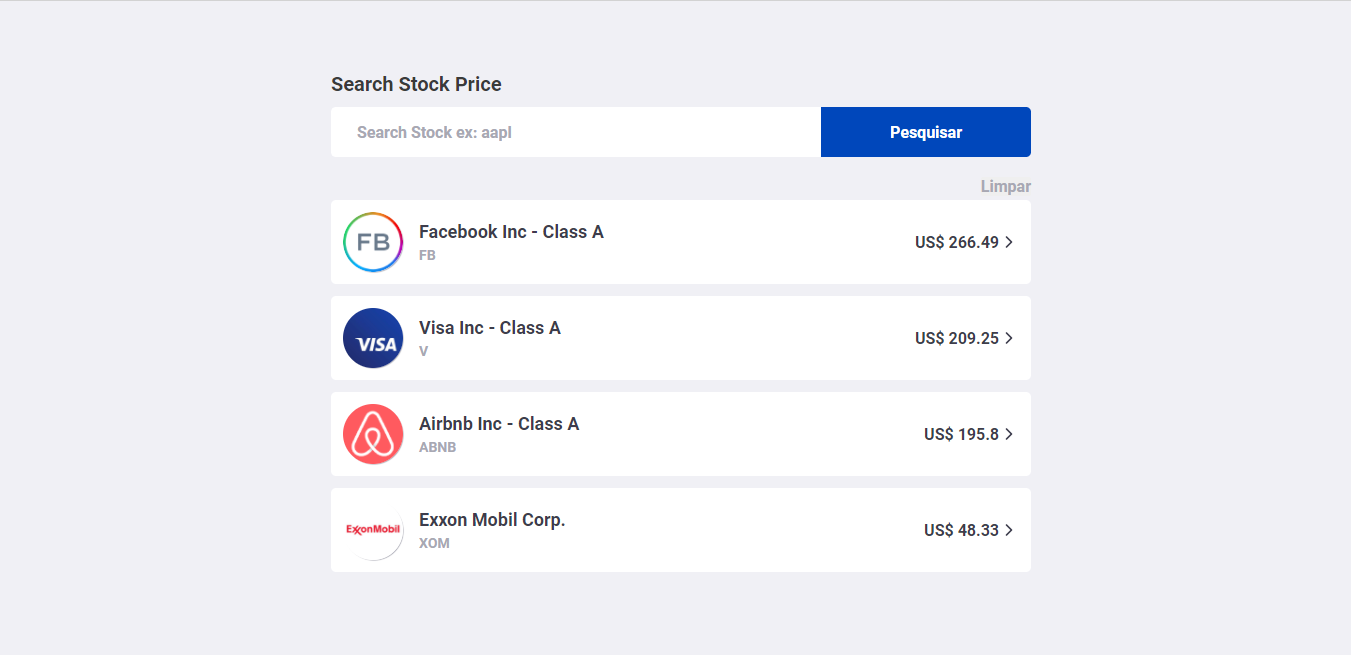 Search Stock Price
Search Stock ex: aapl
Pesquisar
Limpar
FB
Facebook Inc - Class A
FB
US$ 266.49
VISA
Visa Inc - Class A
V
US$ 209.25
Airbnb Inc - Class A
ABNB
US$ 195.8
ExxonMobil
Exxon Mobil Corp.
XOM
US$ 48.33